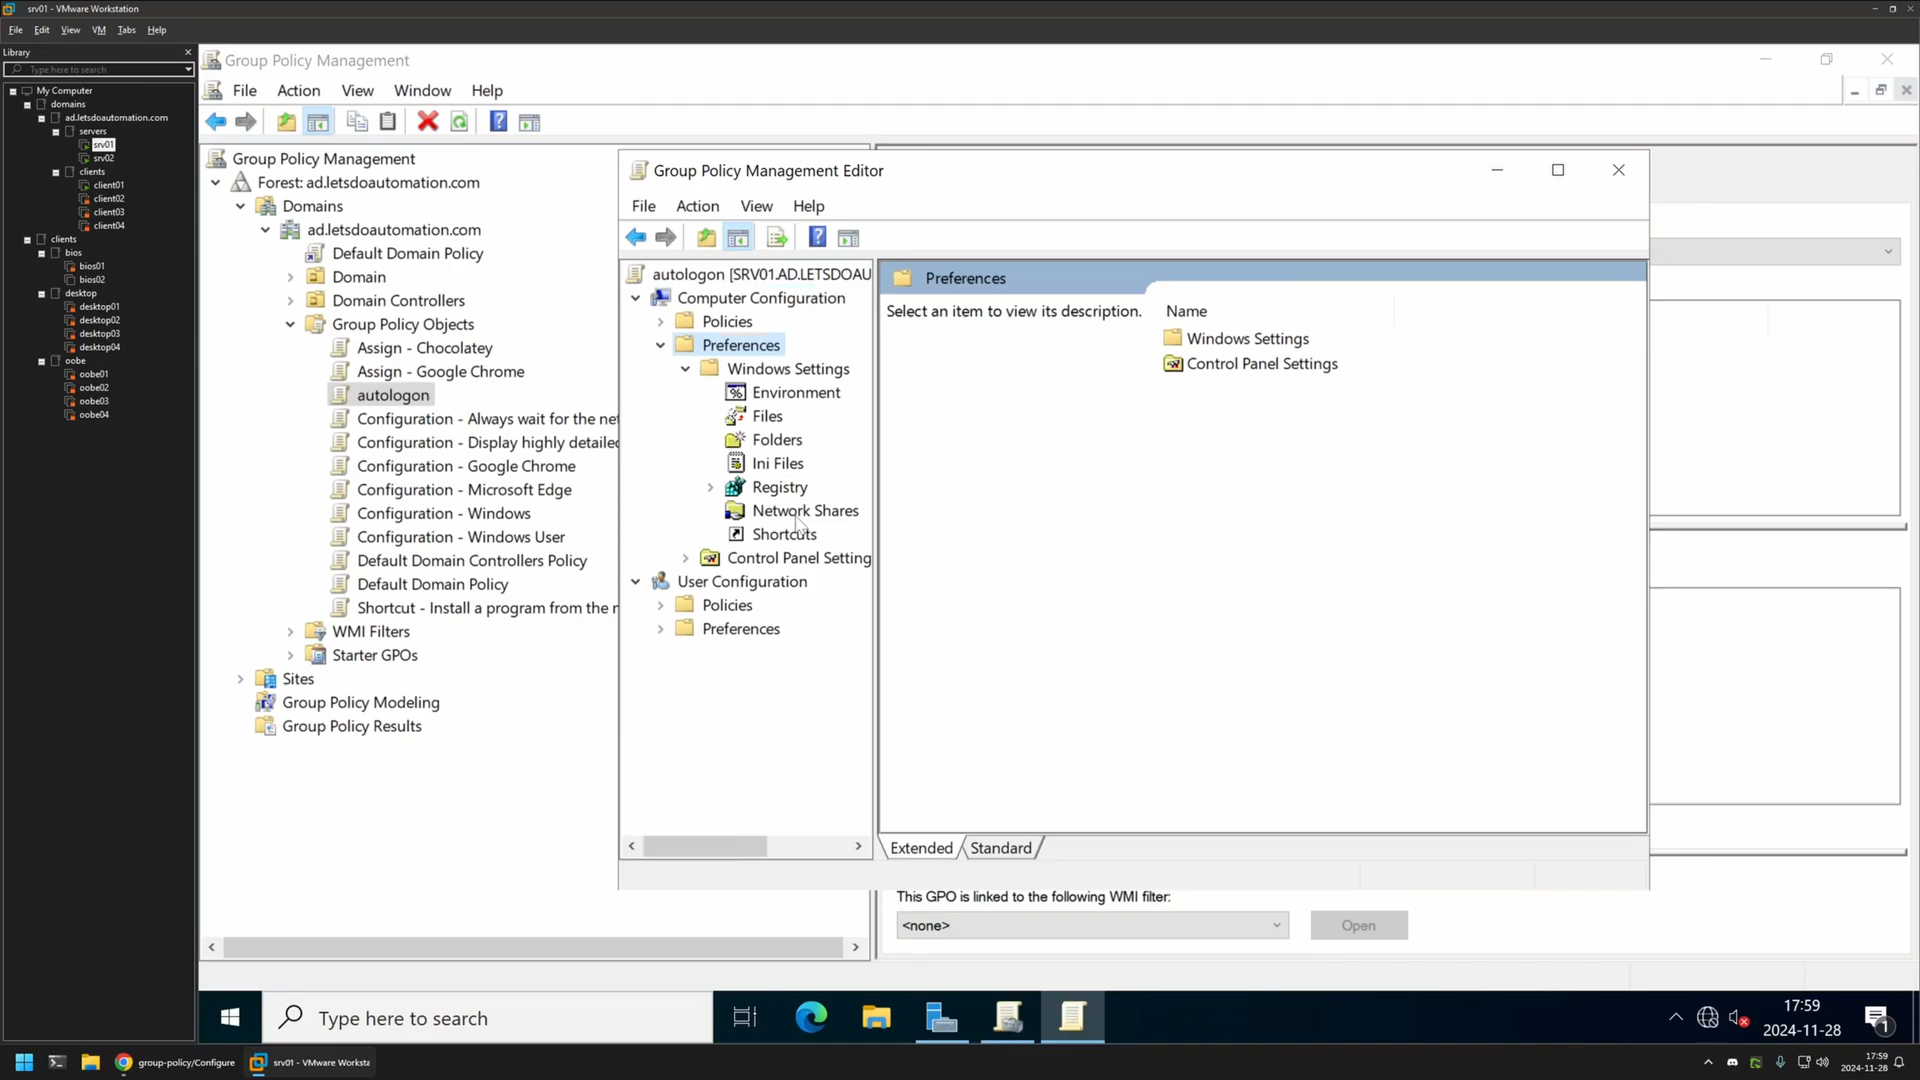 srv01 - VMware Workstation
File Edit View VM Tabs Help
Library
Type here to search
My Computer
domains
ad.letsdoautomation.com
servers
srv01
srv02
clients
client01
client02
client03
client04
clients
bios
bios01
bios02
desktop
desktop01
desktop02
desktop03
desktop04
oobe
oobe01
oobe02
oobe03
oobe04
Group Policy Management
File Action View Window Help
Group Policy Management
Forest: ad.letsdoautomation.com
Domains
ad.letsdoautomation.com
Default Domain Policy
Domain
Domain Controllers
Group Policy Objects
Assign - Chocolatey
Assign - Google Chrome
autologon
Configuration - Always wait for the net
Configuration - Display highly detailed
Configuration - Google Chrome
Configuration - Microsoft Edge
Configuration - Windows
Configuration - Windows User
Default Domain Controllers Policy
Default Domain Policy
Shortcut - Install a program from the n
WMI Filters
Starter GPOs
Sites
Group Policy Modeling
Group Policy Results
Group Policy Management Editor
File Action View Help
autologon [SRV01.AD.LETSDOAU
Computer Configuration
Policies
Preferences
Windows Settings
Environment
Files
Folders
Ini Files
Registry
Network Shares
Shortcuts
Control Panel Setting
User Configuration
Policies
Preferences
Preferences
Select an item to view its description.
Name
Windows Settings
Control Panel Settings
Extended Standard
This GPO is linked to the following WMI filter:
<none>
Open
Type here to search
17:59
2024-11-28
1
group-policy/Configure
srv01 - VMware Worksta
17:59
2024-11-28